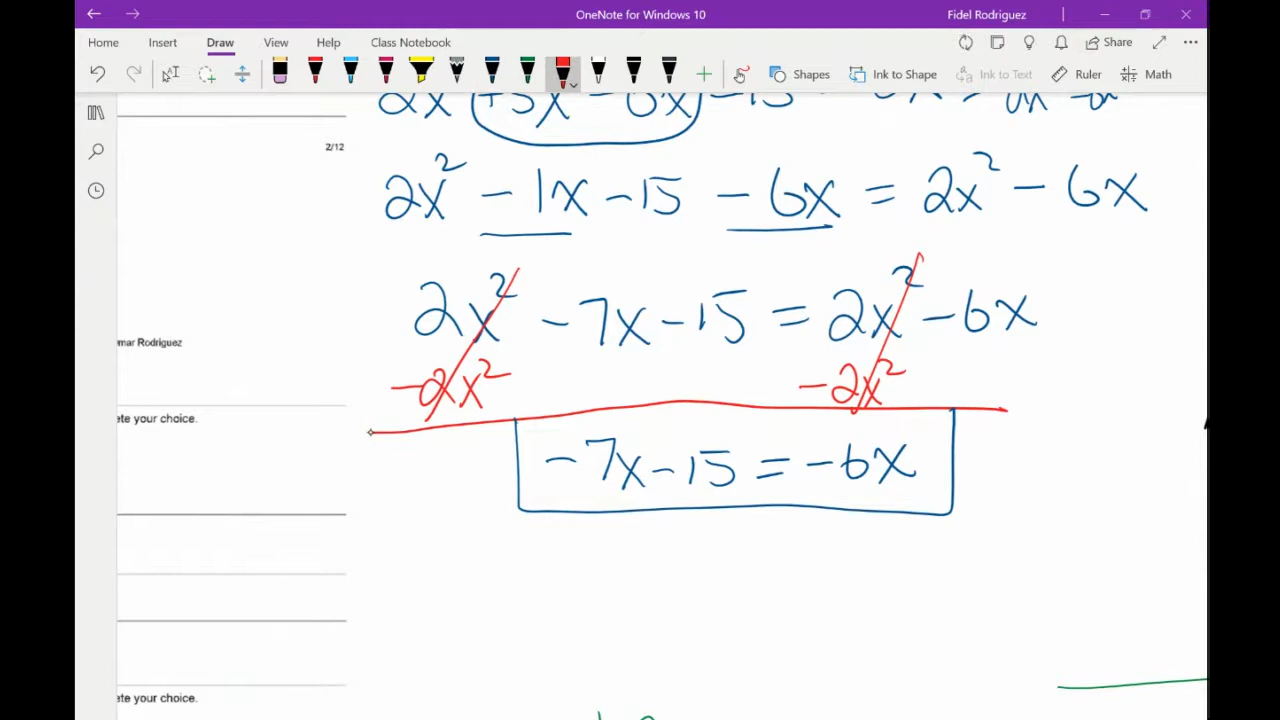 OneNote for Windows 10
Fidel Rodriguez
Home Insert Draw View Help Class Notebook
Share
Shapes Ink to Shape Ink to Text Ruler Math
2/12
2x² - 1x - 15 - 6x = 2x² - 6x
2x² - 7x - 15 = 2x² - 6x
-2x² -2x²
mar Rodriguez
ete your choice.
-7x - 15 = -6x
ete your choice.